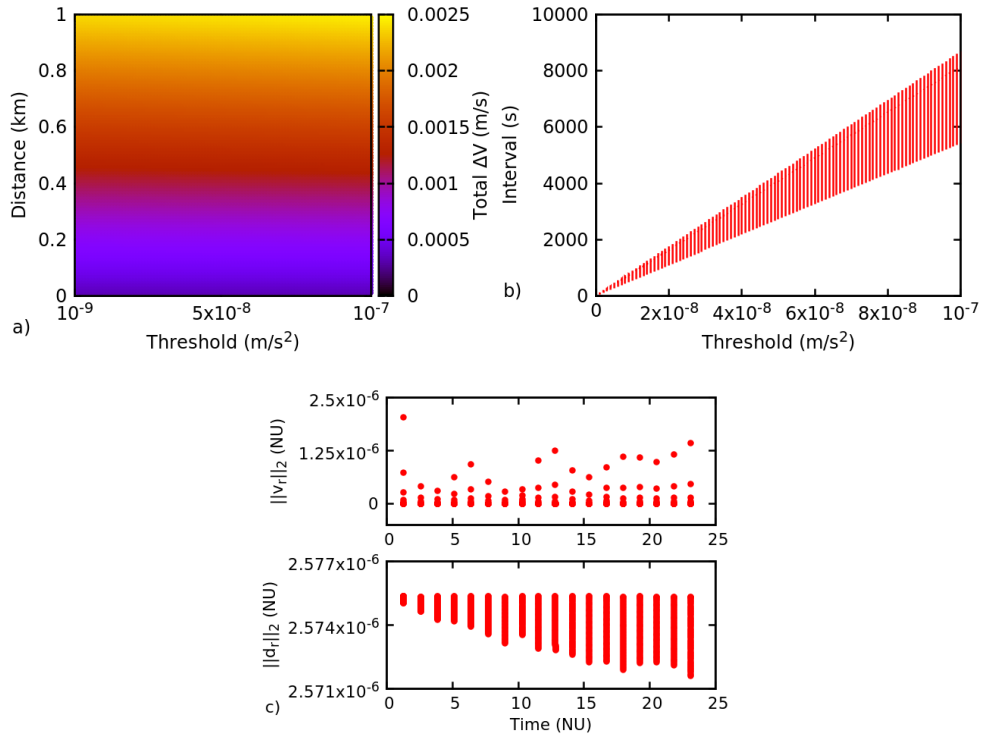 1
0.8
0.6
0.4
0.2
0
Distance (km)
10-9
5x10-8
10-7
Threshold (m/s2)
a)
0.0025
0.002
0.0015
0.001
0.0005
0
Total ΔV (m/s)
10000
8000
6000
4000
2000
0
Interval (s)
0
2x10-8
4x10-8
6x10-8
8x10-8
10-7
Threshold (m/s2)
b)
2.5x10-6
1.25x10-6
0
||vr||2 (NU)
0
5
10
15
20
25
2.577x10-6
2.574x10-6
2.571x10-6
||dr||2 (NU)
0
5
10
15
20
25
Time (NU)
c)